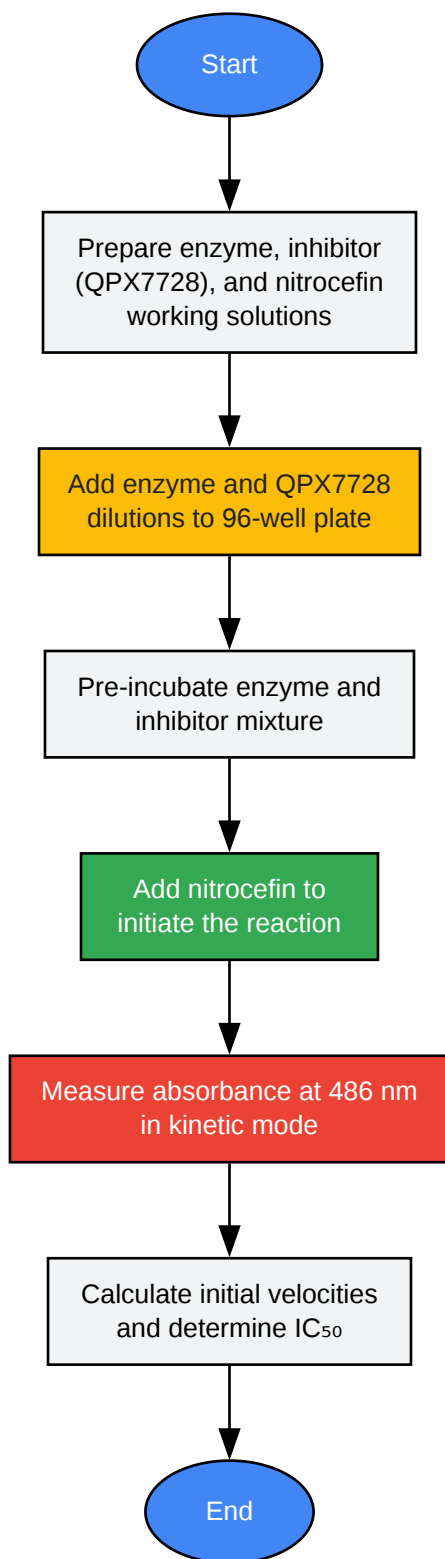 Start
Prepare enzyme, inhibitor
(QPX7728), and nitrocefin
working solutions
Add enzyme and QPX7728
dilutions to 96-well plate
Pre-incubate enzyme and
inhibitor mixture
Add nitrocefin to
initiate the reaction
Measure absorbance at 486 nm
in kinetic mode
Calculate initial velocities
and determine IC₅₀
End